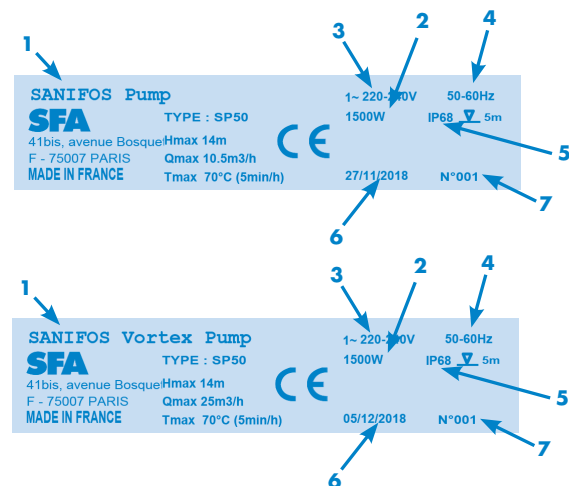 4
2
3
1
SANIFOS Pump
1~ 220-240V 50-60Hz
SFA TYPE : SP50 1500W IP68 5m
41bis, avenue Bosquet Hmax 14m
F - 75007 PARIS Qmax 10.5m3/h
MADE IN FRANCE Tmax 70°C (5min/h) CE 27/11/2018 N°001
5
7
6
4
2
3
1
SANIFOS Vortex Pump
1~ 220-240V 50-60Hz
SFA TYPE : SP50 1500W IP68 5m
41bis, avenue Bosquet Hmax 14m
F - 75007 PARIS Qmax 25m3/h
MADE IN FRANCE Tmax 70°C (5min/h) CE 05/12/2018 N°001
5
7
6